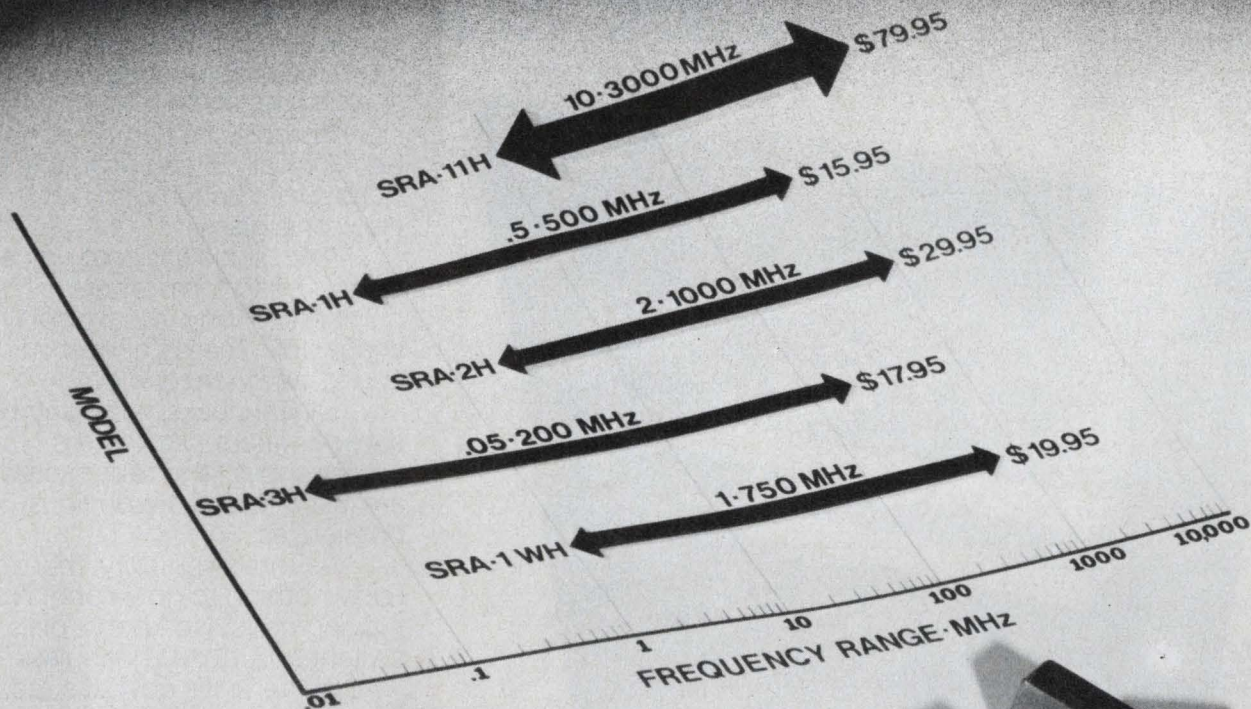 10·3000 MHz
$79.95
SRA·11H
.5·500 MHz
$15.95
SRA·1H
2·1000 MHz
$29.95
SRA·2H
.05·200 MHz
$17.95
SRA·3H
1·750 MHz
$19.95
SRA·1 WH
MODEL
.01
.1
1
10
100
1000
10,000
FREQUENCY RANGE·MHz